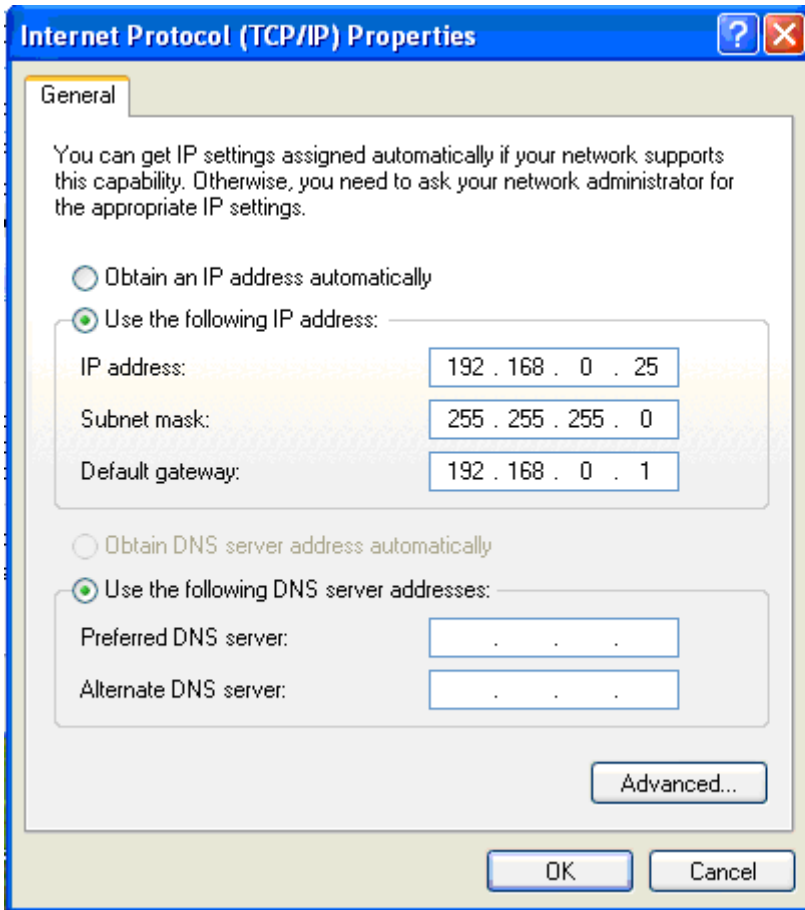 Internet Protocol (TCP/IP) Properties
General
You can get IP settings assigned automatically if your network supports
this capability. Otherwise, you need to ask your network administrator for
the appropriate IP settings.
Obtain an IP address automatically
Use the following IP address:
IP address: 192 . 168 . 0 . 25
Subnet mask: 255 . 255 . 255 . 0
Default gateway: 192 . 168 . 0 . 1
Obtain DNS server address automatically
Use the following DNS server addresses:
Preferred DNS server: . . .
Alternate DNS server: . . .
Advanced...
OK Cancel